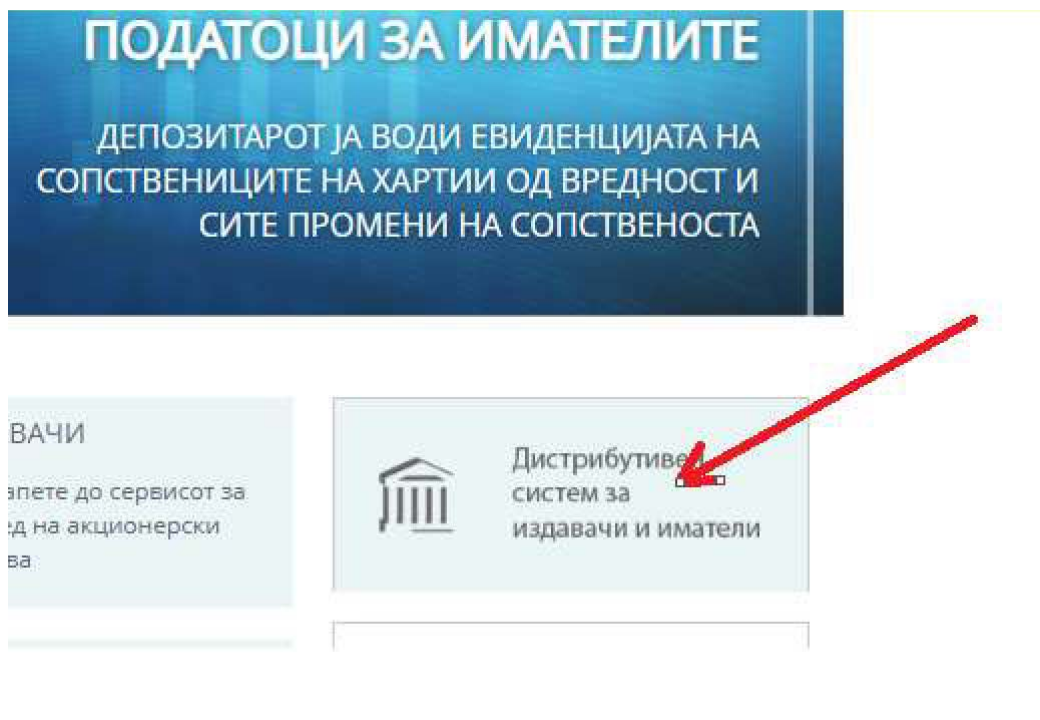 ПОДАТОЦИ ЗА ИМАТЕЛИТЕ
ДЕПОЗИТАРОТ ЈА ВОДИ ЕВИДЕНЦИЈАТА НА
СОПСТВЕНИЦИТЕ НА ХАРТИИ ОД ВРЕДНОСТ И
СИТЕ ПРОМЕНИ НА СОПСТВЕНОСТА
ВАЧИ
апете до сервисот за
ед на акционерски
ва
Дистрибутивен
систем за
издавачи и иматели